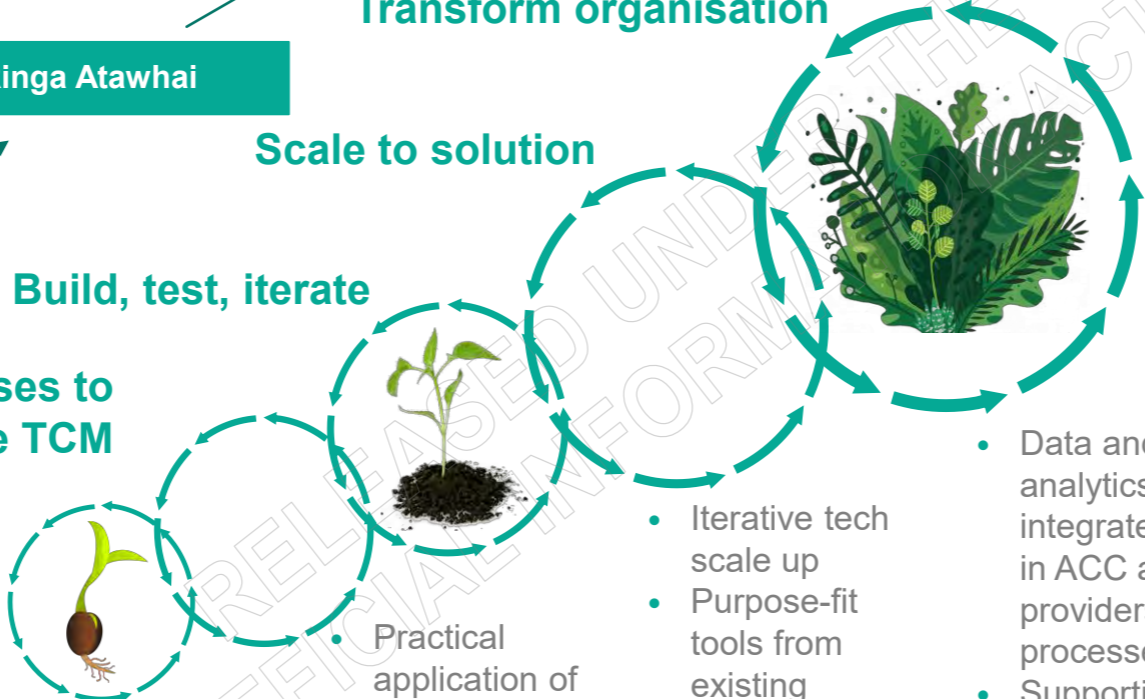 Transform organisation
inga Atawhai
Scale to solution
Build, test, iterate
ses to
e TCM
• Data and
analytics
integrate
in ACC a
provider
processe
• Supporti
• Iterative tech
scale up
• Purpose-fit
tools from
existing
• Practical
application of
RELEASED UNDER THE
FICIAL INFORMA
ACT